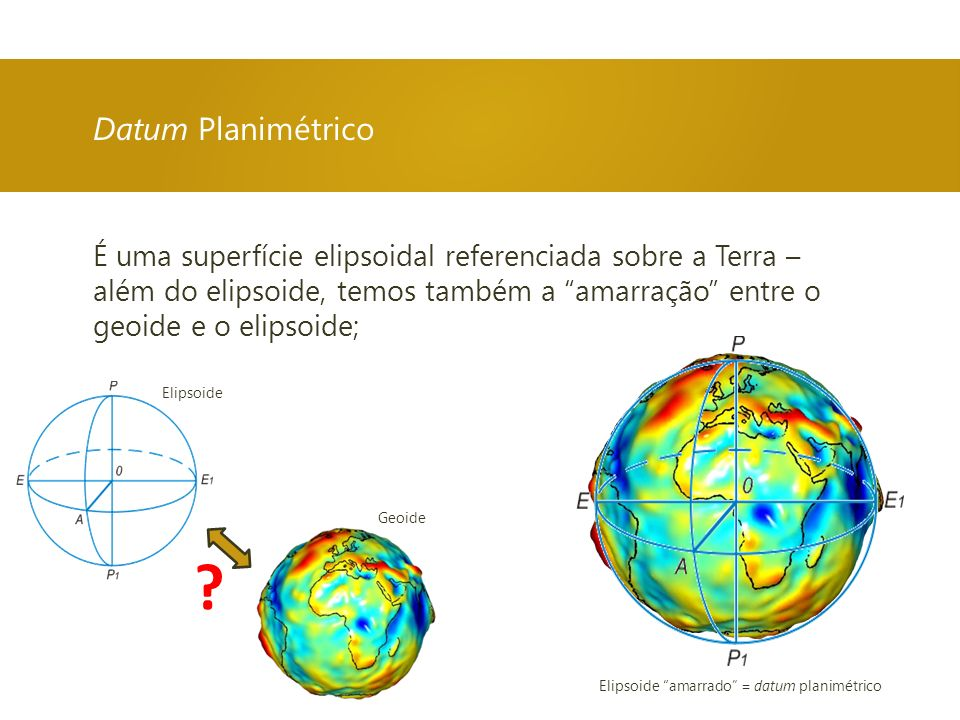 Datum Planimétrico
É uma superfície elipsoidal referenciada sobre a Terra –
além do elipsoide, temos também a “amarração” entre o
geoide e o elipsoide;
P
Elipsoide
0
E
E1
A
P1
Geoide
?
P
0
E
E1
A
P1
Elipsoide “amarrado” = datum planimétrico